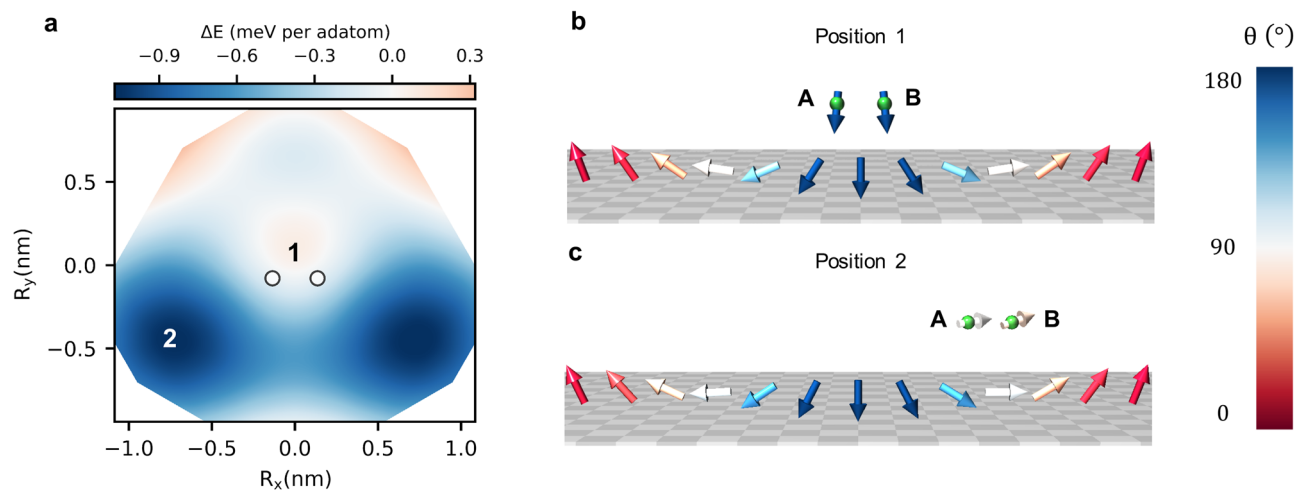 a
ΔE (meV per adatom)
−0.9 −0.6 −0.3 0.0 0.3
0.5
0.0
−0.5
R_y(nm)
1
2
−1.0 −0.5 0.0 0.5 1.0
R_x(nm)
b
Position 1
A B
c
Position 2
A B
θ (°)
180
90
0